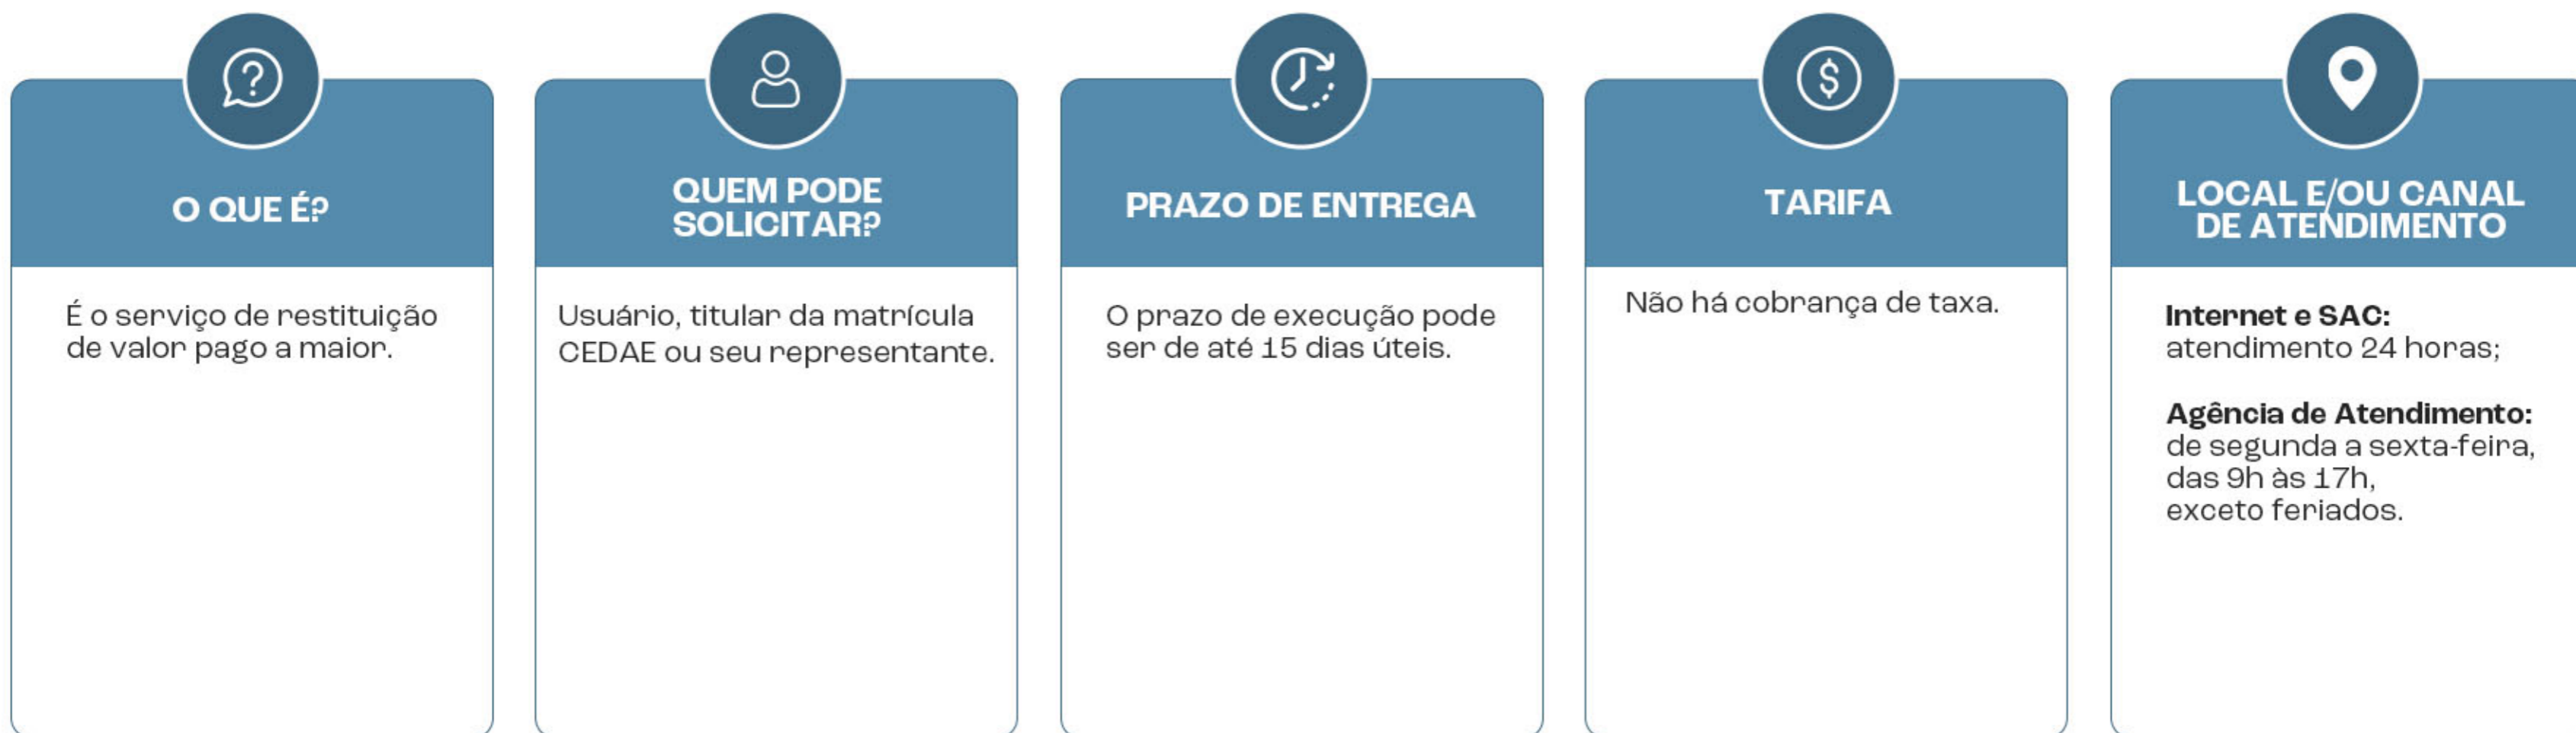 O QUE É?
É o serviço de restituição
de valor pago a maior.
QUEM PODE
SOLICITAR?
Usuário, titular da matrícula
CEDAE ou seu representante.
PRAZO DE ENTREGA
O prazo de execução pode
ser de até 15 dias úteis.
TARIFA
Não há cobrança de taxa.
LOCAL E/OU CANAL
DE ATENDIMENTO
Internet e SAC:
atendimento 24 horas;
Agência de Atendimento:
de segunda a sexta-feira,
das 9h às 17h,
exceto feriados.